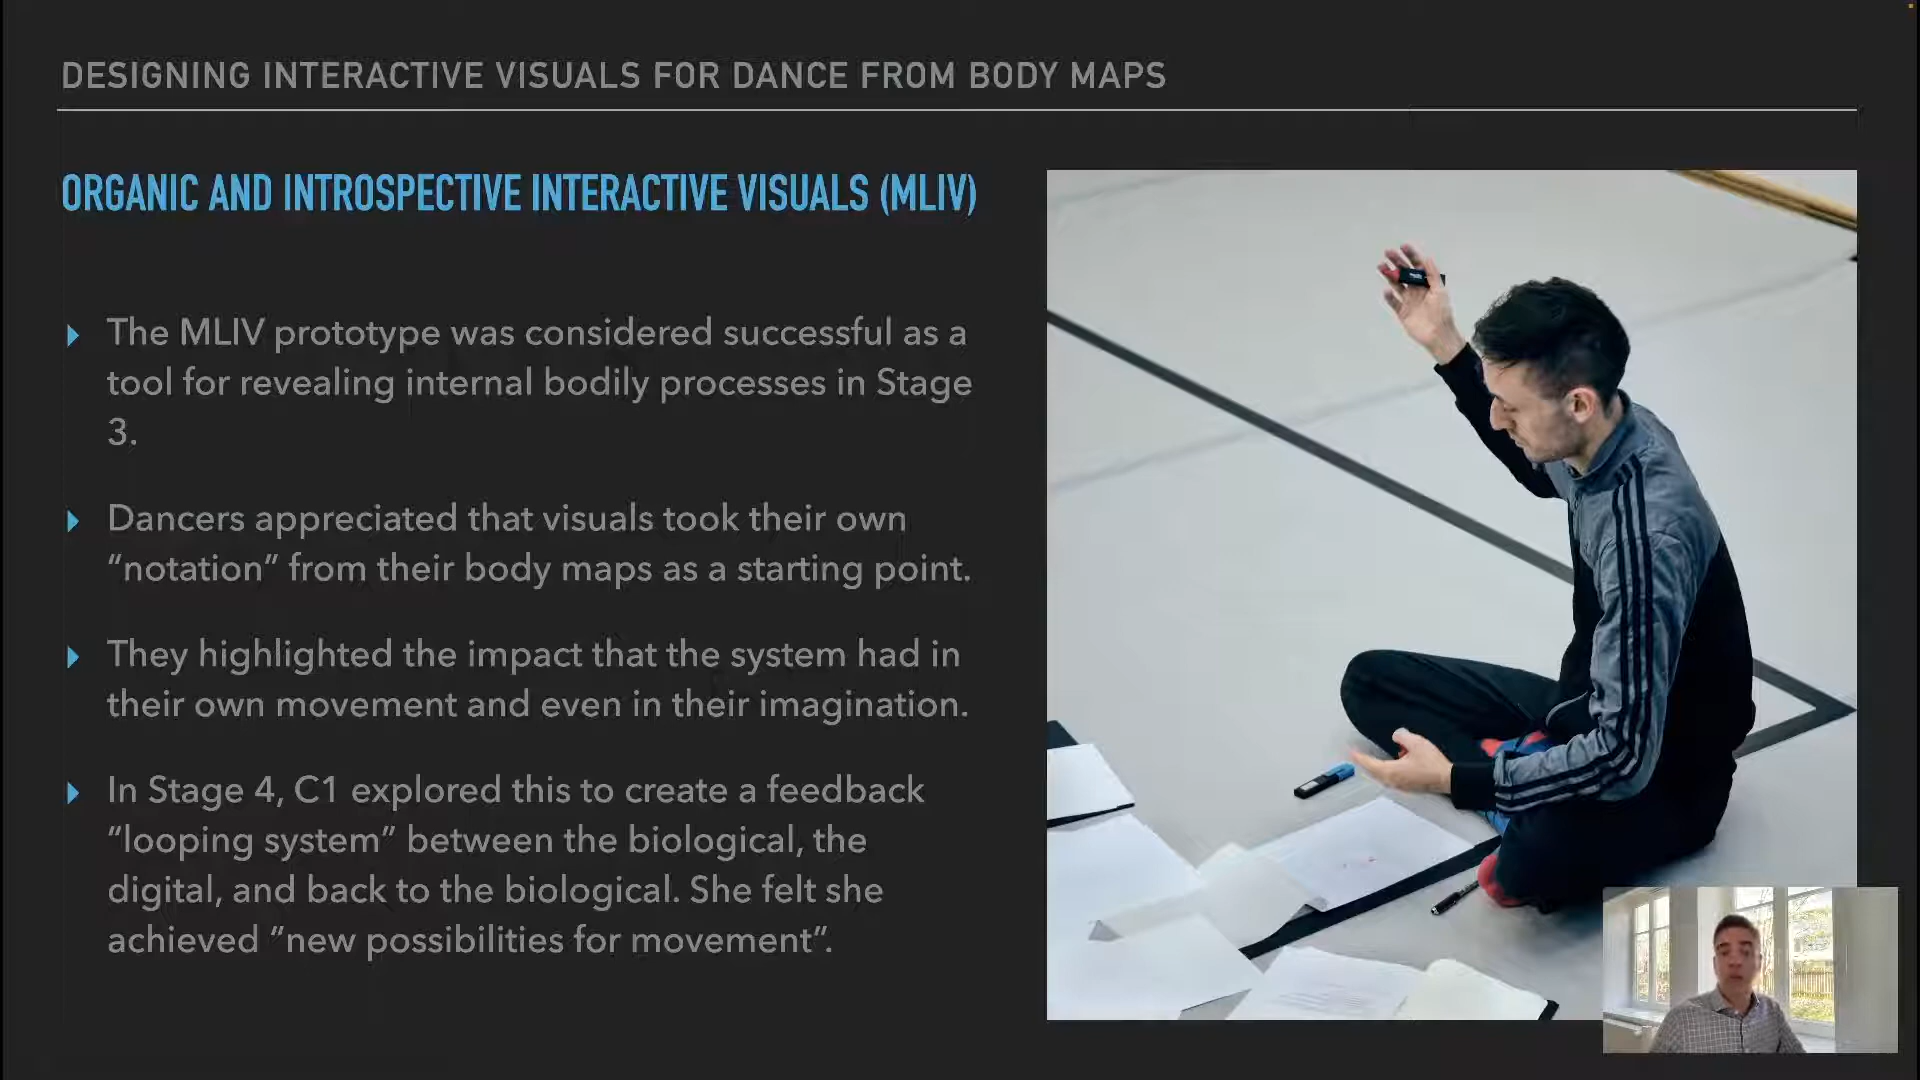 DESIGNING INTERACTIVE VISUALS FOR DANCE FROM BODY MAPS
ORGANIC AND INTROSPECTIVE INTERACTIVE VISUALS (MLIV)
The MLIV prototype was considered successful as a
tool for revealing internal bodily processes in Stage
3.
Dancers appreciated that visuals took their own
“notation” from their body maps as a starting point.
They highlighted the impact that the system had in
their own movement and even in their imagination.
In Stage 4, C1 explored this to create a feedback
“looping system” between the biological, the
digital, and back to the biological. She felt she
achieved “new possibilities for movement”.